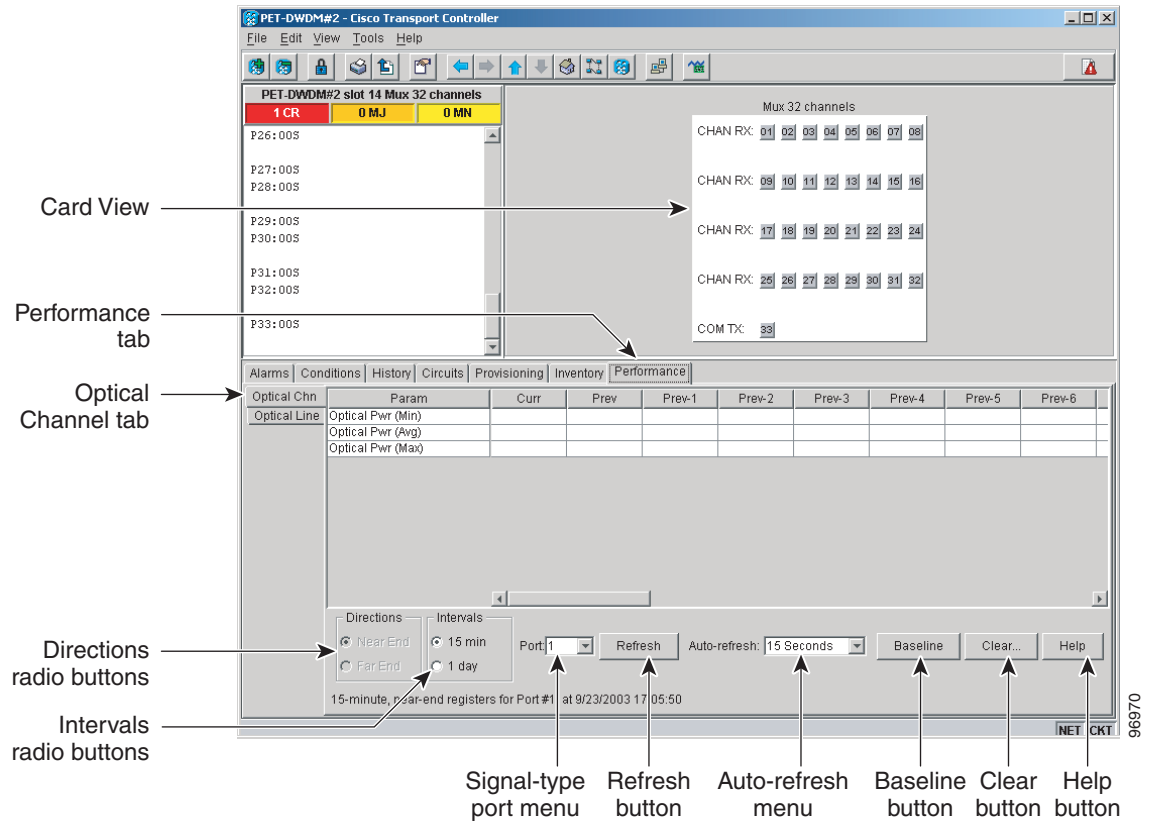 PET-DWDM#2 - Cisco Transport Controller
File Edit View Tools Help
PET-DWDM#2 slot 14 Mux 32 channels
1 CR 0 MJ 0 MN
P26:OOS
P27:OOS
P28:OOS
P29:OOS
P30:OOS
P31:OOS
P32:OOS
P33:OOS
Mux 32 channels
CHAN RX: 01 02 03 04 05 06 07 08
CHAN RX: 09 10 11 12 13 14 15 16
CHAN RX: 17 18 19 20 21 22 23 24
CHAN RX: 25 26 27 28 29 30 31 32
COM TX: 33
Card View
Performance
tab
Optical
Channel tab
Alarms Conditions History Circuits Provisioning Inventory Performance
Optical Chn
Optical Line
Param Curr Prev Prev-1 Prev-2 Prev-3 Prev-4 Prev-5 Prev-6
Optical Pwr (Min)
Optical Pwr (Avg)
Optical Pwr (Max)
Directions
Near End
Far End
Intervals
15 min
1 day
Port: 1 Refresh Auto-refresh: 15 Seconds Baseline Clear... Help
15-minute, near-end registers for Port #1 at 9/23/2003 17:05:50
NET CKT
Directions
radio buttons
Intervals
radio buttons
Signal-type
port menu
Refresh
button
Auto-refresh
menu
Baseline
button
Clear
button
Help
button
96970